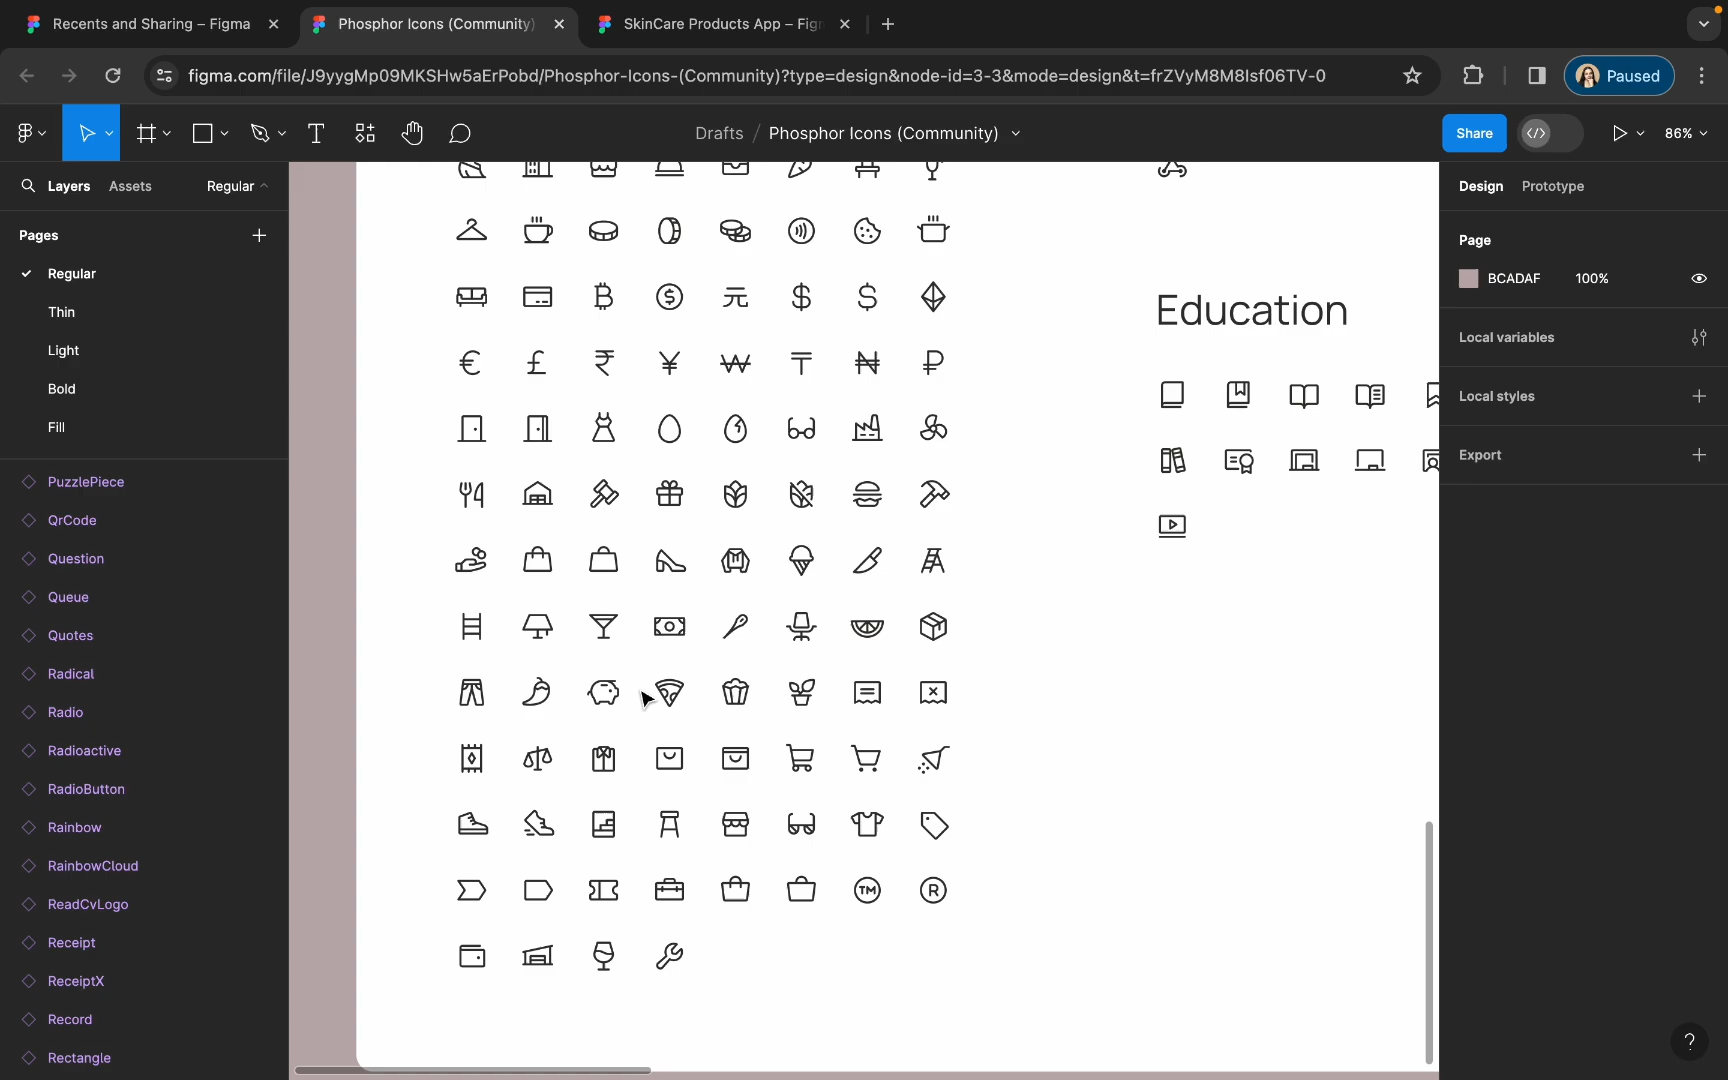 Recents and Sharing – Figma
Phosphor Icons (Community)
SkinCare Products App – Fig
figma.com/file/J9yygMp09MKSHw5aErPobd/Phosphor-Icons-(Community)?type=design&node-id=3-3&mode=design&t=frZVyM8M8lsf06TV-0
Paused
Drafts / Phosphor Icons (Community)
Share
86%
Layers
Assets
Regular
Design
Prototype
Pages
Regular
Thin
Light
Bold
Fill
PuzzlePiece
QrCode
Question
Queue
Quotes
Radical
Radio
Radioactive
RadioButton
Rainbow
RainbowCloud
ReadCvLogo
Receipt
ReceiptX
Record
Rectangle
Education
TM
R
Page
BCADAF
100%
Local variables
Local styles
Export
?